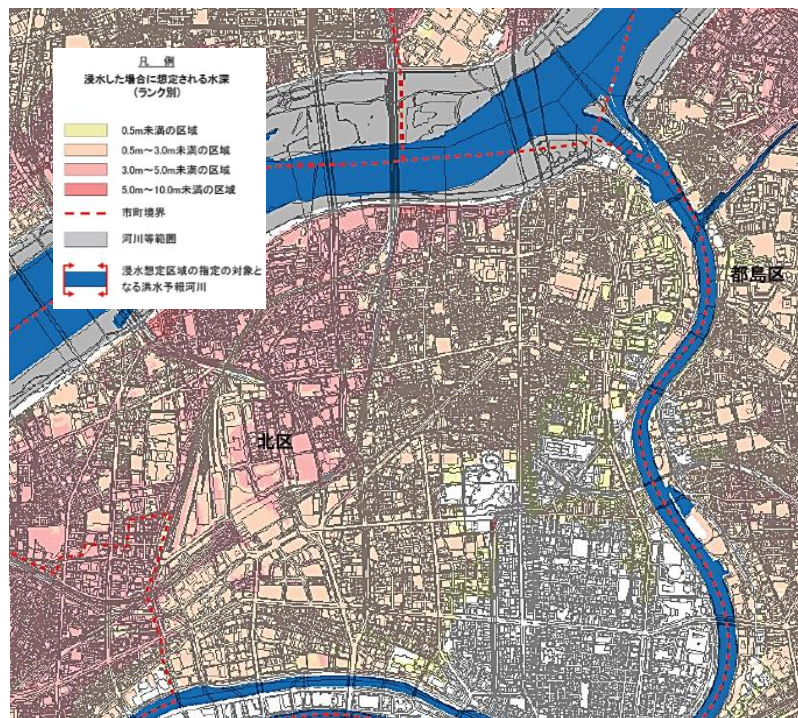 凡 例
浸水した場合に想定される水深
(ランク別)
0.5m未満の区域
0.5m~3.0m未満の区域
3.0m~5.0m未満の区域
5.0m~10.0m未満の区域
市町境界
河川等範囲
浸水想定区域の指定の対象と
なる洪水予報河川
都島区
北区